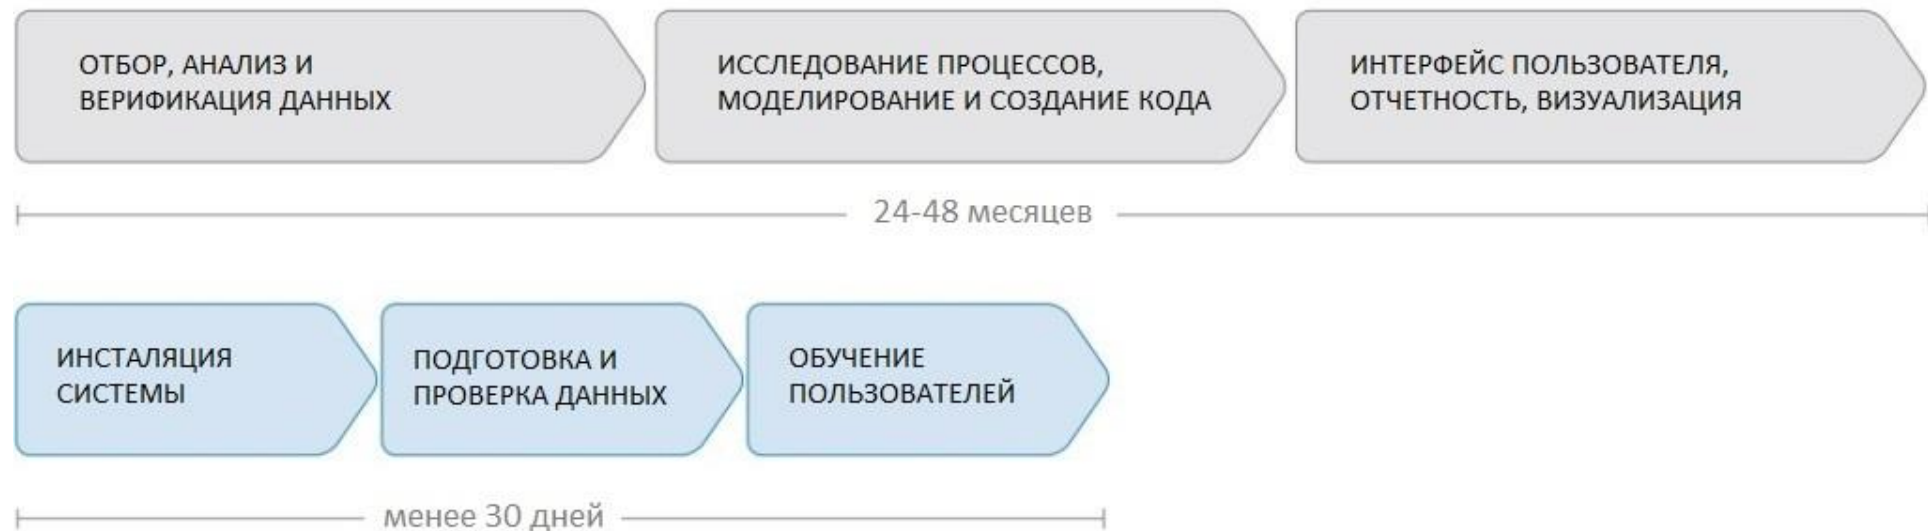 ОТБОР, АНАЛИЗ И
ВЕРИФИКАЦИЯ ДАННЫХ
ИССЛЕДОВАНИЕ ПРОЦЕССОВ,
МОДЕЛИРОВАНИЕ И СОЗДАНИЕ КОДА
ИНТЕРФЕЙС ПОЛЬЗОВАТЕЛЯ,
ОТЧЕТНОСТЬ, ВИЗУАЛИЗАЦИЯ
24-48 месяцев
ИНСТАЛЯЦИЯ
СИСТЕМЫ
ПОДГОТОВКА И
ПРОВЕРКА ДАННЫХ
ОБУЧЕНИЕ
ПОЛЬЗОВАТЕЛЕЙ
менее 30 дней